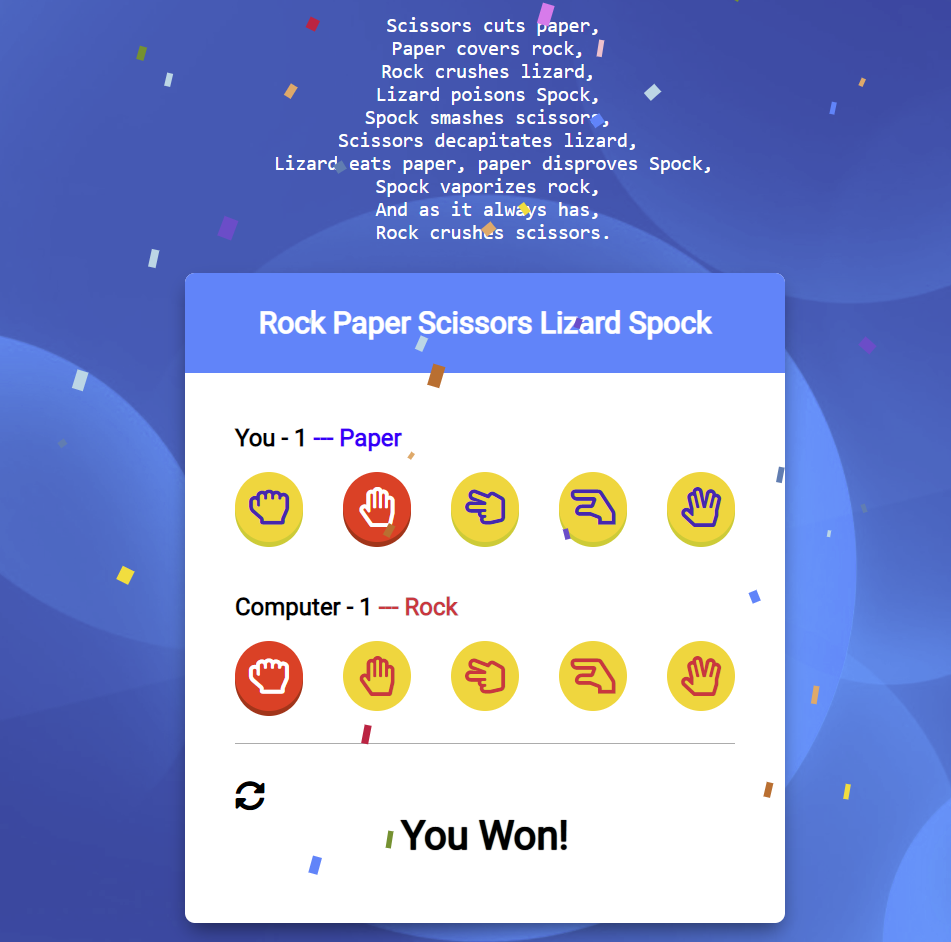 Scissors cuts paper,
Paper covers rock,
Rock crushes lizard,
Lizard poisons Spock,
Spock smashes scissors,
Scissors decapitates lizard,
Lizard eats paper, paper disproves Spock,
Spock vaporizes rock,
And as it always has,
Rock crushes scissors.
Rock Paper Scissors Lizard Spock
You - 1 --- Paper
Computer - 1 --- Rock
You Won!